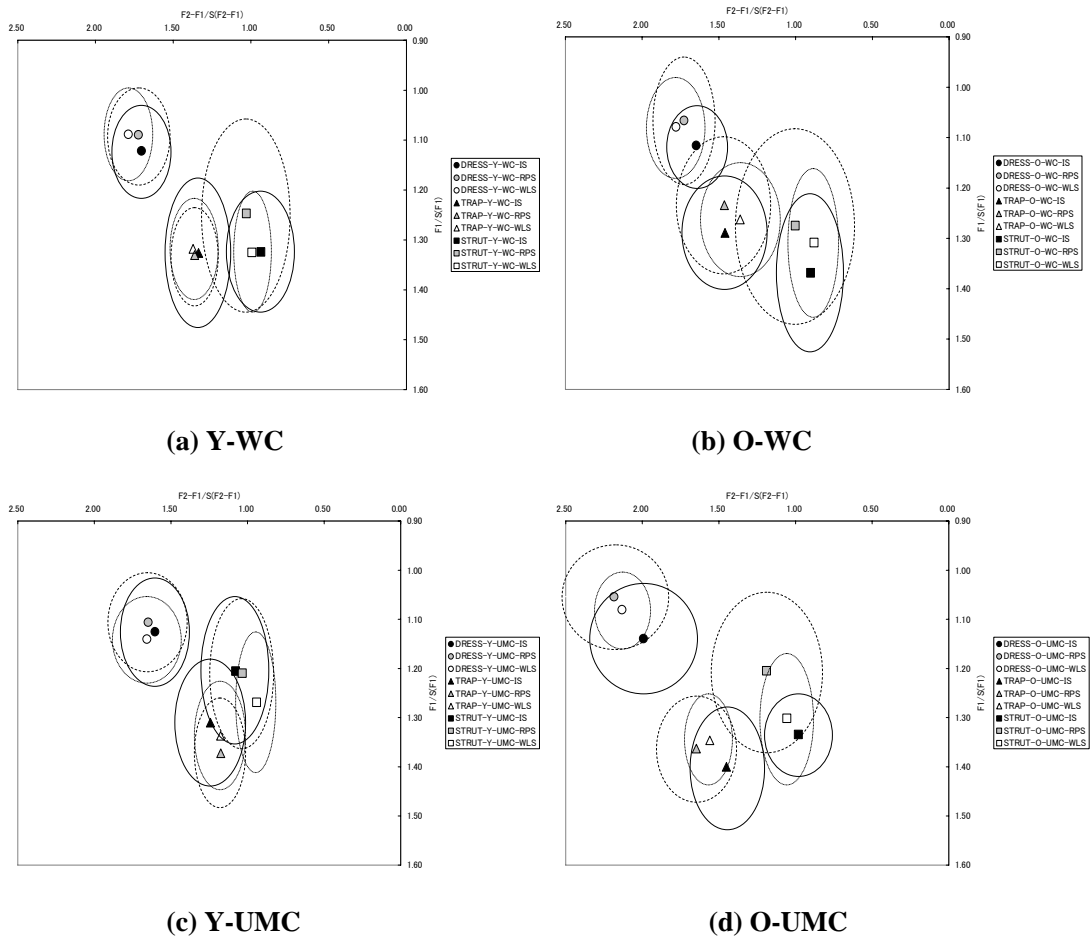 F2-F1/S(F2-F1)
2.50 2.00 1.50 1.00 0.00
0.90
1.00
1.10
1.20
1.30
1.40
1.50
1.60
F1/S(F1)
DRESS-Y-WC-IS
DRESS-Y-WC-RPS
DRESS-Y-WC-WLS
TRAP-Y-WC-IS
TRAP-Y-WC-RPS
TRAP-Y-WC-WLS
STRUT-Y-WC-IS
STRUT-Y-WC-RPS
STRUT-Y-WC-WLS
(a) Y-WC
F2-F1/S(F2-F1)
2.50 2.00 1.50 1.00 0.00
0.90
1.00
1.10
1.20
1.30
1.40
1.50
1.60
F1/S(F1)
DRESS-O-WC-IS
DRESS-O-WC-RPS
DRESS-O-WC-WLS
TRAP-O-WC-IS
TRAP-O-WC-RPS
TRAP-O-WC-WLS
STRUT-O-WC-IS
STRUT-O-WC-RPS
STRUT-O-WC-WLS
(b) O-WC
F2-F1/S(F2-F1)
2.50 2.00 1.50 1.00 0.00
0.90
1.00
1.10
1.20
1.30
1.40
1.50
1.60
F1/S(F1)
DRESS-Y-UMC-IS
DRESS-Y-UMC-RPS
DRESS-Y-UMC-WLS
TRAP-Y-UMC-IS
TRAP-Y-UMC-RPS
TRAP-Y-UMC-WLS
STRUT-Y-UMC-IS
STRUT-Y-UMC-RPS
STRUT-Y-UMC-WLS
(c) Y-UMC
F2-F1/S(F2-F1)
2.50 2.00 1.50 1.00 0.00
0.90
1.00
1.10
1.20
1.30
1.40
1.50
1.60
F1/S(F1)
DRESS-O-UMC-IS
DRESS-O-UMC-RPS
DRESS-O-UMC-WLS
TRAP-O-UMC-IS
TRAP-O-UMC-RPS
TRAP-O-UMC-WLS
STRUT-O-UMC-IS
STRUT-O-UMC-RPS
STRUT-O-UMC-WLS
(d) O-UMC